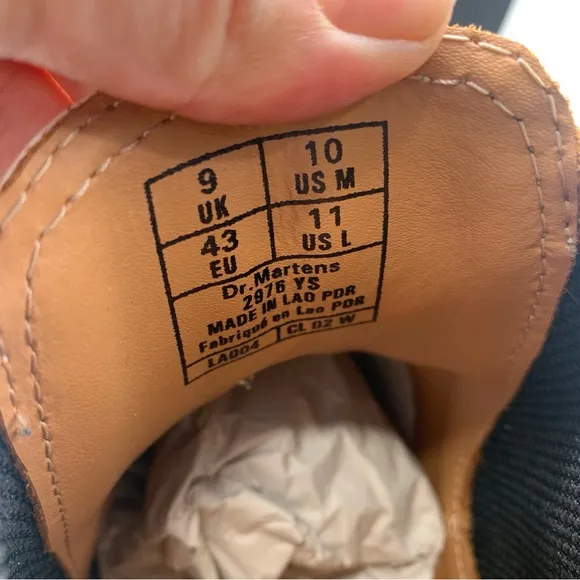 9 10
UK US M
43 11
EU US L
Dr.Martens
2976 YS
MADE IN LAO PDR
Fabriqué en Lao PDR
LA004 CL 02 W